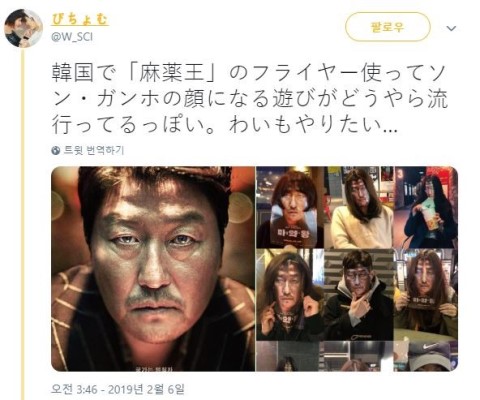 びちょむ
@W_SCI
팔로우
韓国で「麻薬王」のフライヤー使ってソ
ン・ガンホの顔になる遊びがどうやら流
行ってるっぽい。わいもやりたい...
트윗 번역하기
마약왕
오전 3:46 - 2019년 2월 6일